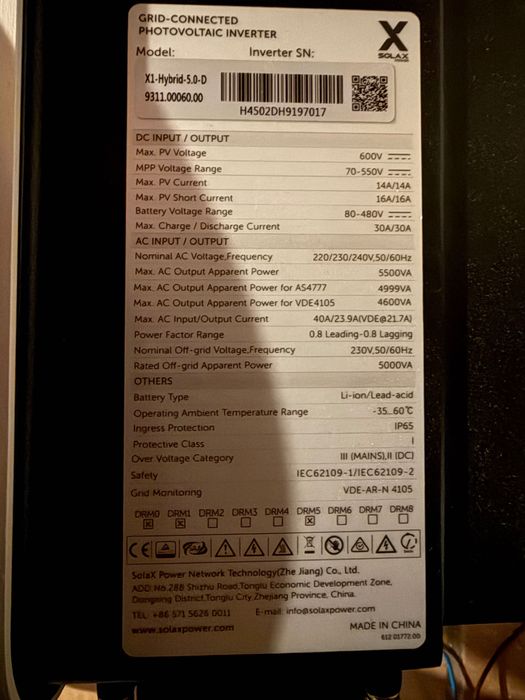 GRID-CONNECTED
PHOTOVOLTAIC INVERTER
X
SOLAX
Model: Inverter SN:
X1-Hybrid-5.0-D
9311.00060.00
H4502DH9197017
DC INPUT / OUTPUT
Max. PV Voltage 600V
MPP Voltage Range 70-550V
Max. PV Current 14A/14A
Max. PV Short Current 16A/16A
Battery Voltage Range 80-480V
Max. Charge / Discharge Current 30A/30A
AC INPUT / OUTPUT
Nominal AC Voltage,Frequency 220/230/240V,50/60Hz
Max. AC Output Apparent Power 5500VA
Max. AC Output Apparent Power for AS4777 4999VA
Max. AC Output Apparent Power for VDE4105 4600VA
Max. AC Input/Output Current 40A/23.9A(VDE@21.7A)
Power Factor Range 0.8 Leading-0.8 Lagging
Nominal Off-grid Voltage,Frequency 230V,50/60Hz
Rated Off-grid Apparent Power 5000VA
OTHERS
Battery Type Li-ion/Lead-acid
Operating Ambient Temperature Range -35...60℃
Ingress Protection IP65
Protective Class I
Over Voltage Category III (MAINS),II (DC)
Safety IEC62109-1/IEC62109-2
Grid Monitoring VDE-AR-N 4105
DRM0 DRM1 DRM2 DRM3 DRM4 DRM5 DRM6 DRM7 DRM8
CE
SolaX Power Network Technology(Zhe Jiang) Co., Ltd.
ADD: No.288 Shizhu Road,Tonglu Economic Development Zone,
Dongxing District,Tonglu City,Zhejiang Province, China.
TEL: +86 571 5626 0011 E-mail: info@solaxpower.com
www.solaxpower.com MADE IN CHINA
612.01772.00